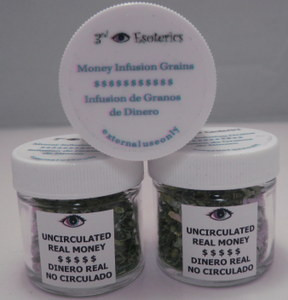 3rd Esoterics
Money Infusion Grains
$$$$$$$$$$$
Infusion de Granos
de Dinero
external use only
UNCIRCULATED
REAL MONEY
$$$$$
DINERO REAL
NO CIRCULADO
UNCIRCULATED
REAL MONEY
$$$$$
DINERO REAL
NO CIRCULADO